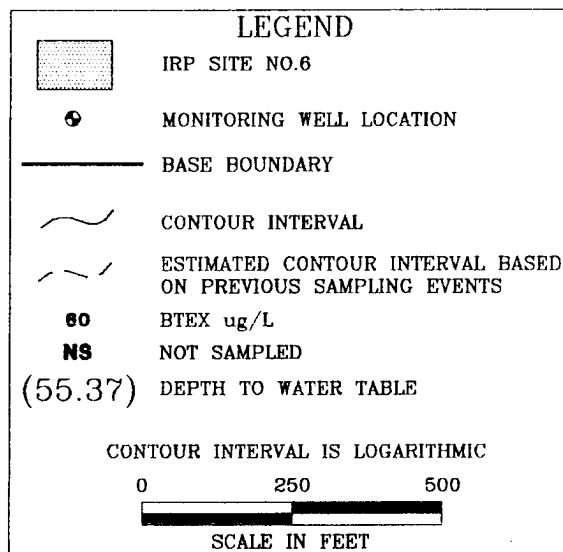 LEGEND
IRP SITE NO.6
MONITORING WELL LOCATION
BASE BOUNDARY
CONTOUR INTERVAL
ESTIMATED CONTOUR INTERVAL BASED
ON PREVIOUS SAMPLING EVENTS
60 BTEX ug/L
NS NOT SAMPLED
(55.37) DEPTH TO WATER TABLE
CONTOUR INTERVAL IS LOGARITHMIC
0 250 500
SCALE IN FEET